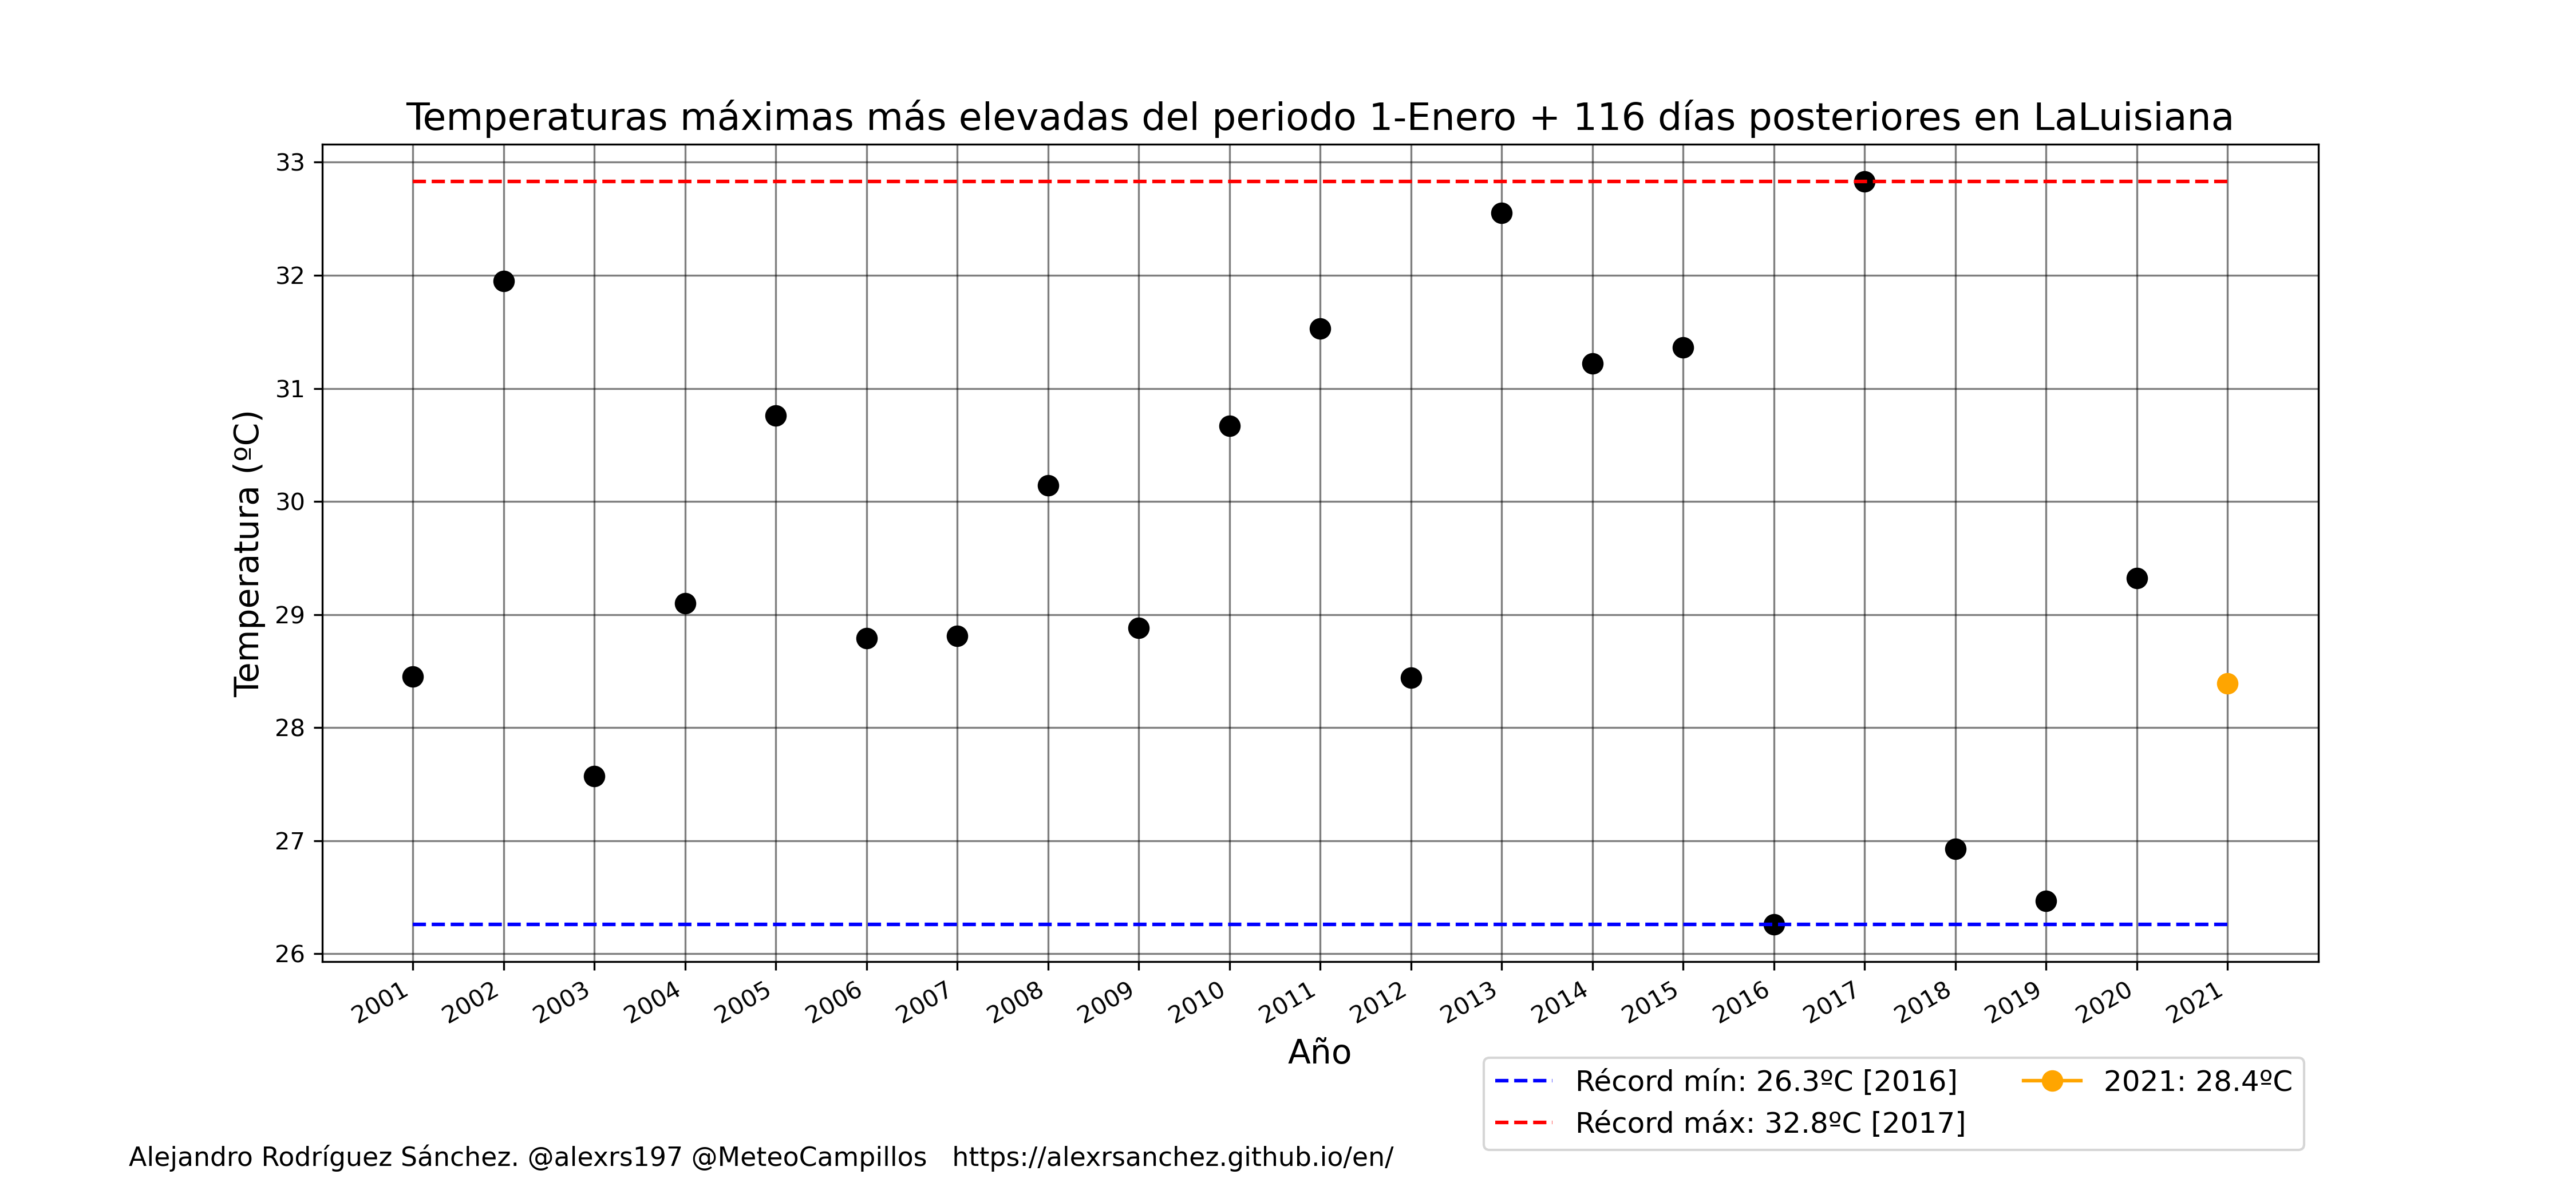 Temperaturas máximas más elevadas del periodo 1-Enero + 116 días posteriores en LaLuisiana
Temperatura (ºC)
33
32
31
30
29
28
27
26
2001 2002 2003 2004 2005 2006 2007 2008 2009 2010 2011 2012 2013 2014 2015 2016 2017 2018 2019 2020 2021
Año
Récord mín: 26.3ºC [2016]
Récord máx: 32.8ºC [2017]
2021: 28.4ºC
Alejandro Rodríguez Sánchez. @alexrs197 @MeteoCampillos https://alexrsanchez.github.io/en/